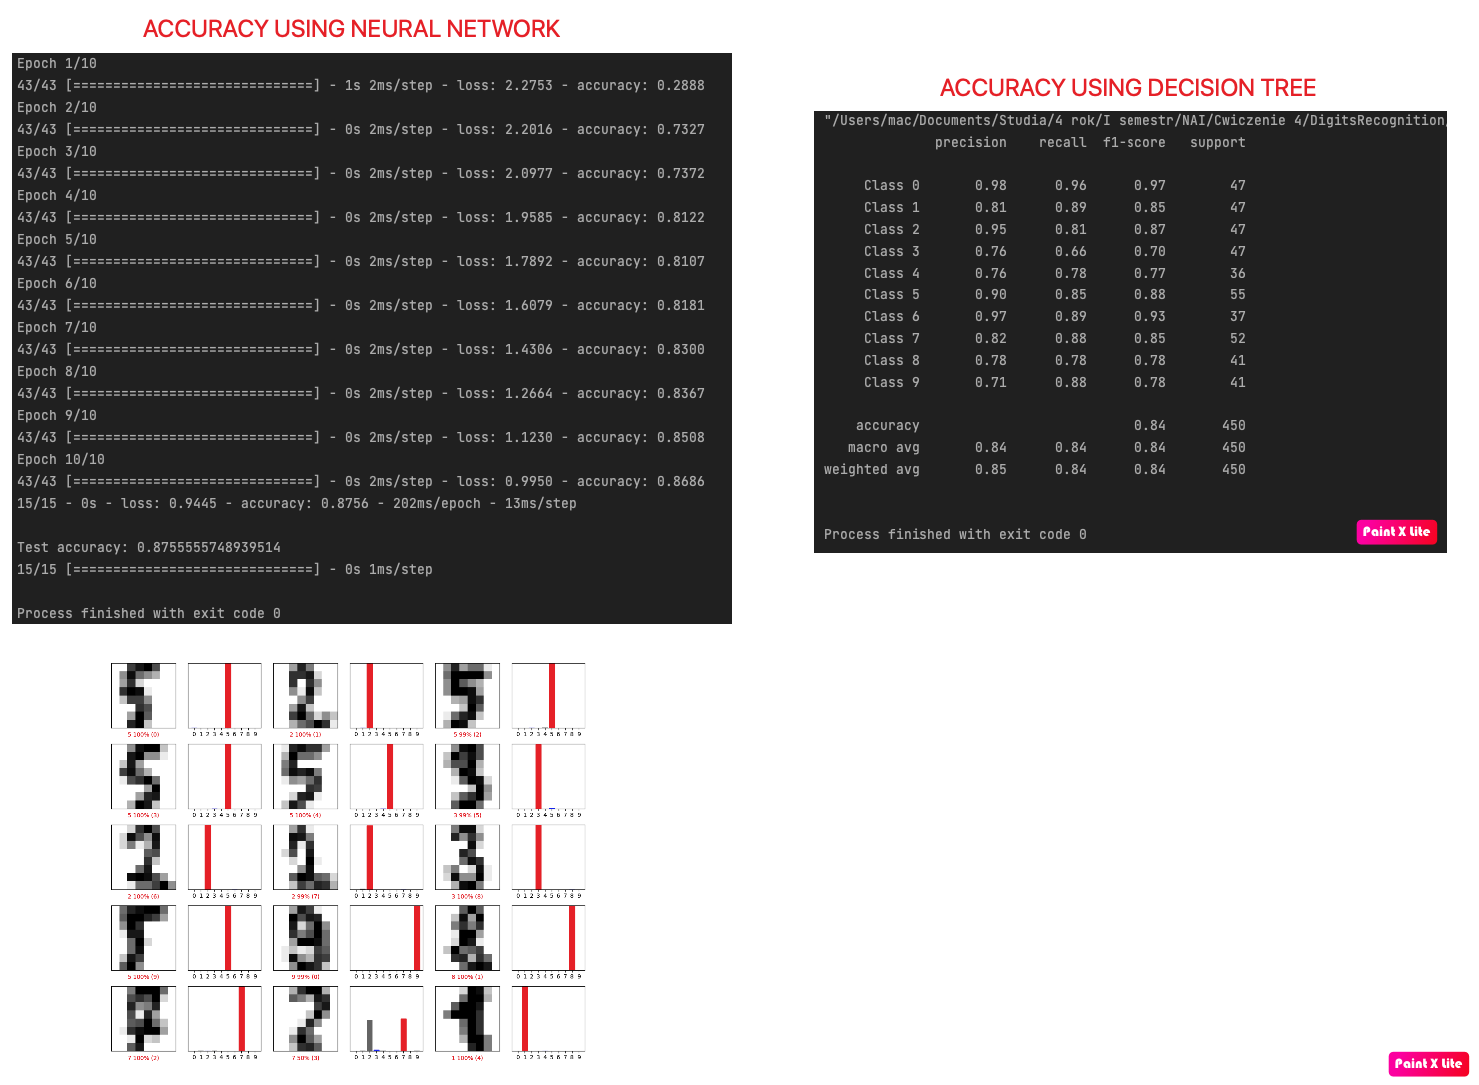 ACCURACY USING NEURAL NETWORK
Epoch 1/10
43/43 [==============================] - 1s 2ms/step - loss: 2.2753 - accuracy: 0.2888
Epoch 2/10
43/43 [==============================] - 0s 2ms/step - loss: 2.2016 - accuracy: 0.7327
Epoch 3/10
43/43 [==============================] - 0s 2ms/step - loss: 2.0977 - accuracy: 0.7372
Epoch 4/10
43/43 [==============================] - 0s 2ms/step - loss: 1.9585 - accuracy: 0.8122
Epoch 5/10
43/43 [==============================] - 0s 2ms/step - loss: 1.7892 - accuracy: 0.8107
Epoch 6/10
43/43 [==============================] - 0s 2ms/step - loss: 1.6079 - accuracy: 0.8181
Epoch 7/10
43/43 [==============================] - 0s 2ms/step - loss: 1.4306 - accuracy: 0.8300
Epoch 8/10
43/43 [==============================] - 0s 2ms/step - loss: 1.2664 - accuracy: 0.8367
Epoch 9/10
43/43 [==============================] - 0s 2ms/step - loss: 1.1230 - accuracy: 0.8508
Epoch 10/10
43/43 [==============================] - 0s 2ms/step - loss: 0.9950 - accuracy: 0.8686
15/15 - 0s - loss: 0.9445 - accuracy: 0.8756 - 202ms/epoch - 13ms/step
Test accuracy: 0.8755555748939514
15/15 [==============================] - 0s 1ms/step
Process finished with exit code 0
ACCURACY USING DECISION TREE
"/Users/mac/Documents/Studia/4 rok/I semestr/NAI/Cwiczenie 4/DigitsRecognition/
precision recall f1-score support
Class 0 0.98 0.96 0.97 47
Class 1 0.81 0.89 0.85 47
Class 2 0.95 0.81 0.87 47
Class 3 0.76 0.66 0.70 47
Class 4 0.76 0.78 0.77 36
Class 5 0.90 0.85 0.88 55
Class 6 0.97 0.89 0.93 37
Class 7 0.82 0.88 0.85 52
Class 8 0.78 0.78 0.78 41
Class 9 0.71 0.88 0.78 41
accuracy 0.84 450
macro avg 0.84 0.84 0.84 450
weighted avg 0.85 0.84 0.84 450
Process finished with exit code 0
Paint X Lite
0 1 2 3 4 5 6 7 8 9 0 1 2 3 4 5 6 7 8 9 0 1 2 3 4 5 6 7 8 9
5 100% (0) 2 100% (1) 5 99% (2)
0 1 2 3 4 5 6 7 8 9 0 1 2 3 4 5 6 7 8 9 0 1 2 3 4 5 6 7 8 9
5 100% (3) 5 100% (4) 3 99% (5)
0 1 2 3 4 5 6 7 8 9 0 1 2 3 4 5 6 7 8 9 0 1 2 3 4 5 6 7 8 9
2 100% (6) 2 99% (7) 3 100% (8)
0 1 2 3 4 5 6 7 8 9 0 1 2 3 4 5 6 7 8 9 0 1 2 3 4 5 6 7 8 9
5 100% (9) 9 99% (0) 8 100% (1)
0 1 2 3 4 5 6 7 8 9 0 1 2 3 4 5 6 7 8 9 0 1 2 3 4 5 6 7 8 9
7 100% (2) 7 50% (3) 1 100% (4)
Paint X Lite